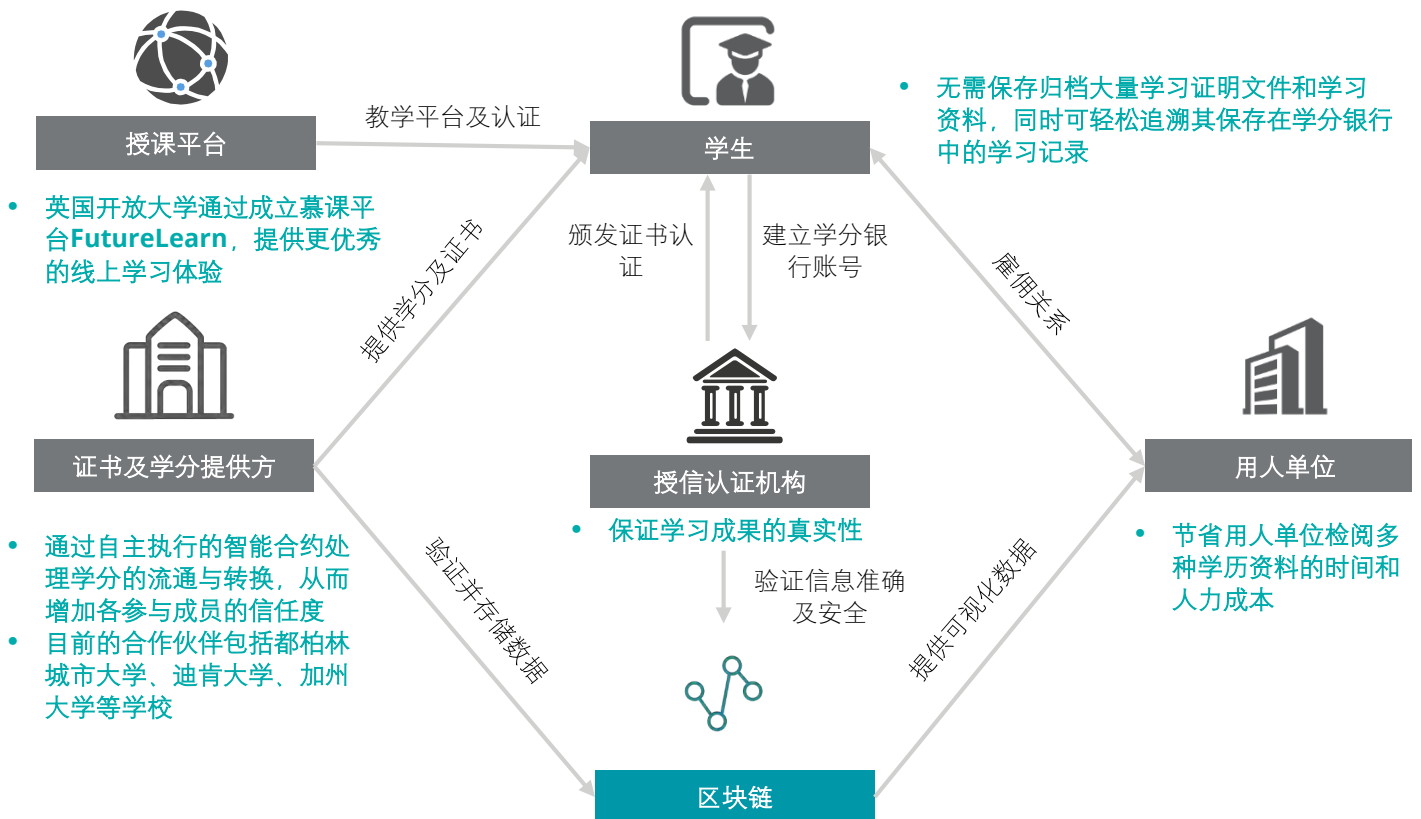 授课平台
教学平台及认证
学生
• 无需保存归档大量学习证明文件和学习
资料，同时可轻松追溯其保存在学分银行
中的学习记录
• 英国开放大学通过成立慕课平
台FutureLearn，提供更优秀
的线上学习体验
提供学分及证书
颁发证书认
证
建立学分银
行账号
雇佣关系
证书及学分提供方
授信认证机构
用人单位
• 保证学习成果的真实性
• 通过自主执行的智能合约处
理学分的流通与转换，从而
增加各参与成员的信任度
• 目前的合作伙伴包括都柏林
城市大学、迪肯大学、加州
大学等学校
验证并存储数据
验证信息准确
及安全
提供可视化数据
• 节省用人单位检阅多
种学历资料的时间和
人力成本
区块链